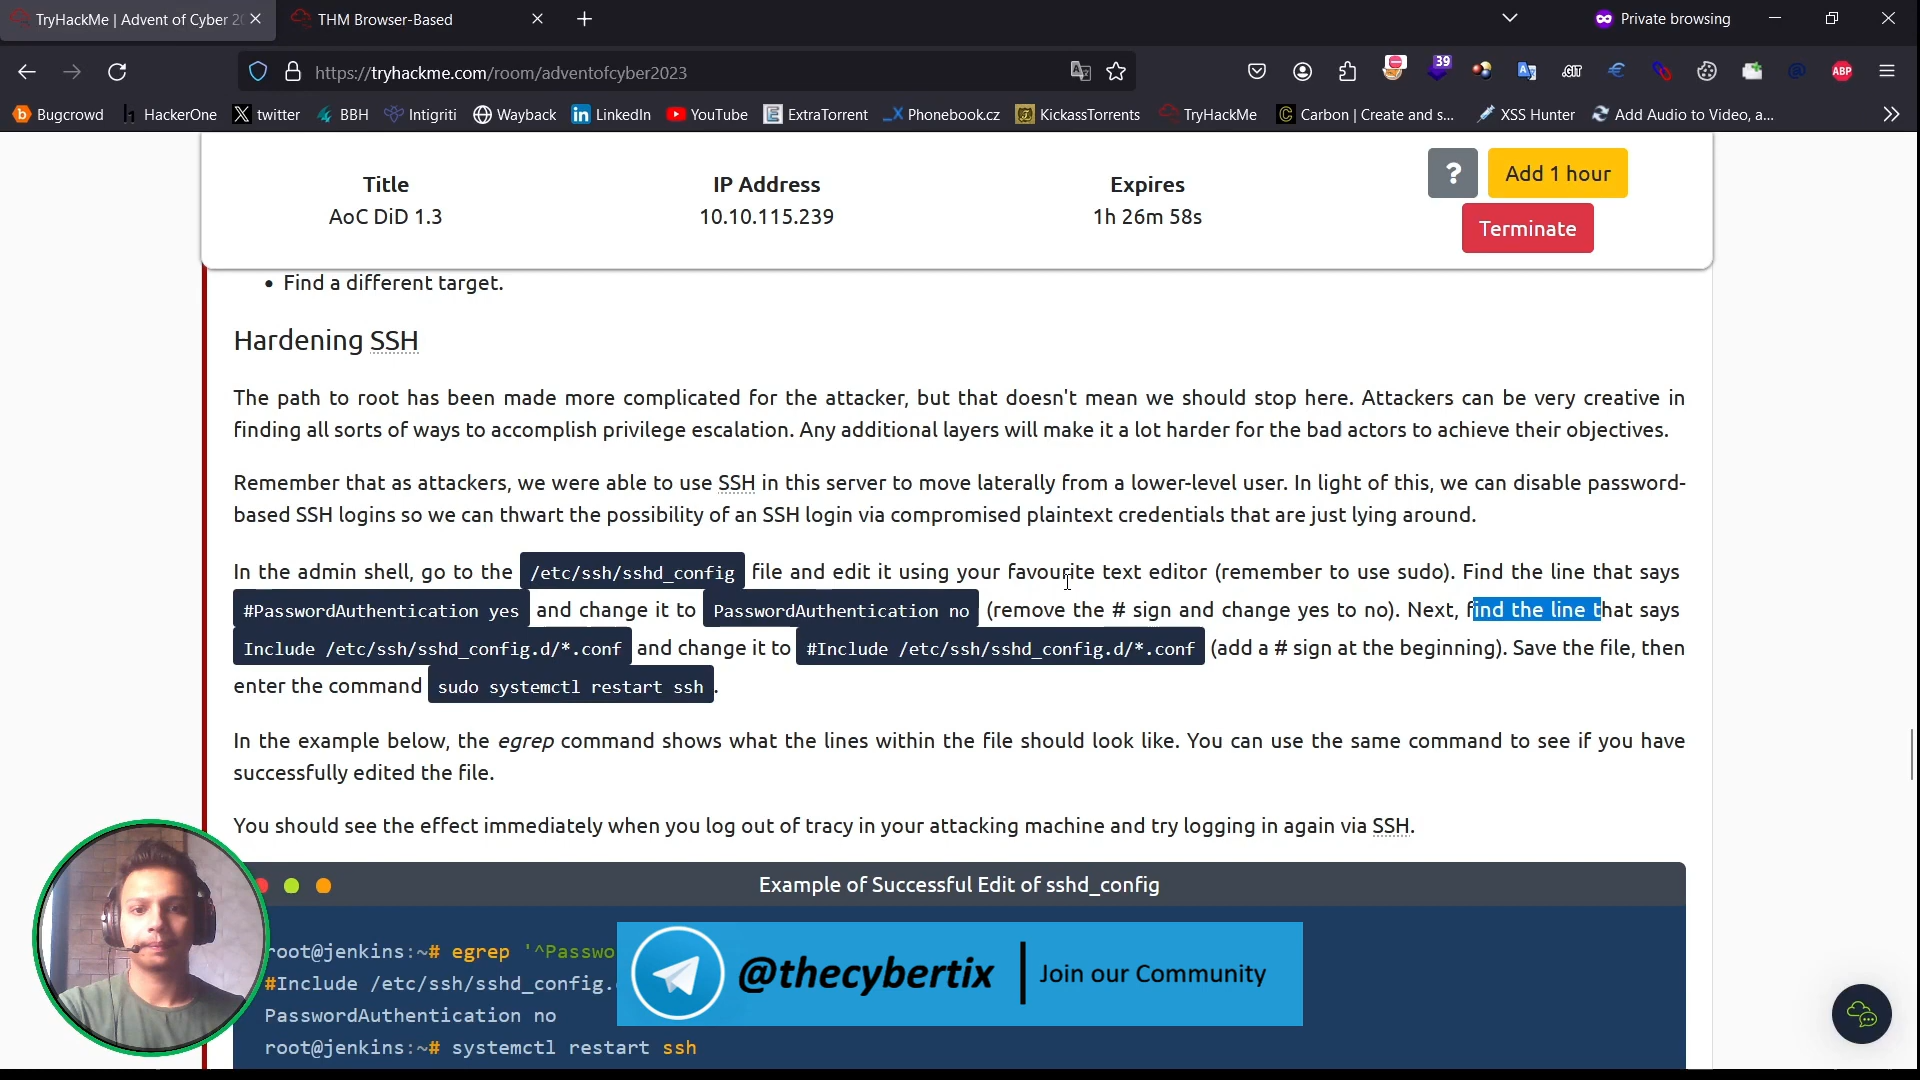 TryHackMe | Advent of Cyber 20
THM Browser-Based
Private browsing
https://tryhackme.com/room/adventofcyber2023
39
.GIT
ABP
Bugcrowd
HackerOne
twitter
BBH
Intigriti
Wayback
LinkedIn
YouTube
ExtraTorrent
Phonebook.cz
KickassTorrents
TryHackMe
Carbon | Create and s...
XSS Hunter
Add Audio to Video, a...
Title
AoC DiD 1.3
IP Address
10.10.115.239
Expires
1h 26m 58s
?
Add 1 hour
Terminate
• Find a different target.
Hardening SSH
The path to root has been made more complicated for the attacker, but that doesn't mean we should stop here. Attackers can be very creative in
finding all sorts of ways to accomplish privilege escalation. Any additional layers will make it a lot harder for the bad actors to achieve their objectives.
Remember that as attackers, we were able to use SSH in this server to move laterally from a lower-level user. In light of this, we can disable password-
based SSH logins so we can thwart the possibility of an SSH login via compromised plaintext credentials that are just lying around.
In the admin shell, go to the /etc/ssh/sshd_config file and edit it using your favourite text editor (remember to use sudo). Find the line that says
#PasswordAuthentication yes and change it to PasswordAuthentication no (remove the # sign and change yes to no). Next, find the line that says
Include /etc/ssh/sshd_config.d/*.conf and change it to #Include /etc/ssh/sshd_config.d/*.conf (add a # sign at the beginning). Save the file, then
enter the command sudo systemctl restart ssh.
In the example below, the egrep command shows what the lines within the file should look like. You can use the same command to see if you have
successfully edited the file.
You should see the effect immediately when you log out of tracy in your attacking machine and try logging in again via SSH.
Example of Successful Edit of sshd_config
root@jenkins:~# egrep '^Passwo
#Include /etc/ssh/sshd_config.
PasswordAuthentication no
root@jenkins:~# systemctl restart ssh
@thecybertix | Join our Community